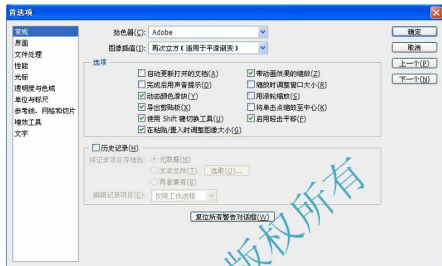 首选项
常规
界面
文件处理
性能
光标
透明度与色域
单位与标尺
参考线、网格和切片
增效工具
文字
拾色器(C): Adobe
图像插值(I): 再次立方(适用于平滑渐变)
选项
自动更新打开的文档(A)
完成后用声音提示(D)
动态颜色滑块(Y)
导出剪贴板(X)
使用 Shift 键切换工具(U)
在粘贴/置入时调整图像大小(G)
带动画效果的缩放(Z)
缩放时调整窗口大小(R)
用滚轮缩放(S)
将单击点缩放至中心(K)
启用轻击平移(F)
历史记录(H)
将记录项目存储到: 元数据(M)
文本文件(T) 选取(O)...
两者兼有(B)
编辑记录项目(E): 仅限工作进程
复位所有警告对话框(W)
确定
取消
上一个(P)
下一个(N)
版权所有